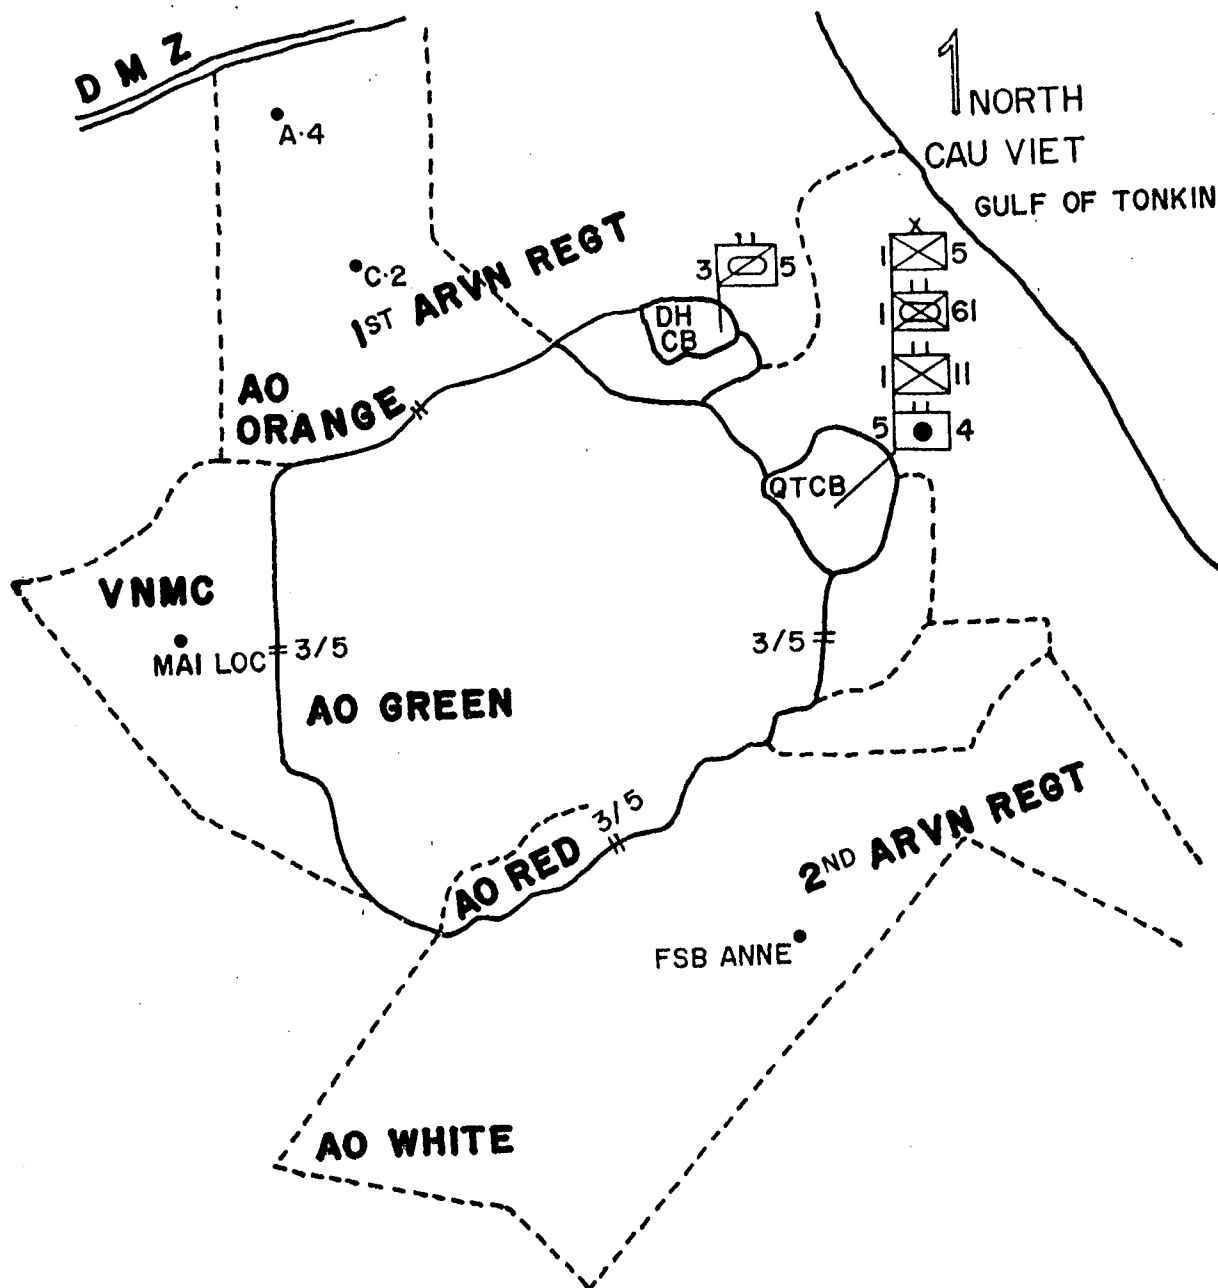 DMZ
1 NORTH
A·4
CAU VIET
GULF OF TONKIN
C·2
1ST ARVN REGT
3 5
1 5
1 61
DH
CB
1 11
AO
ORANGE
5 4
QTCB
VNMC
MAI LOC
3/5
3/5
AO GREEN
3/5
AO RED
2ND ARVN REGT
FSB ANNE
AO WHITE